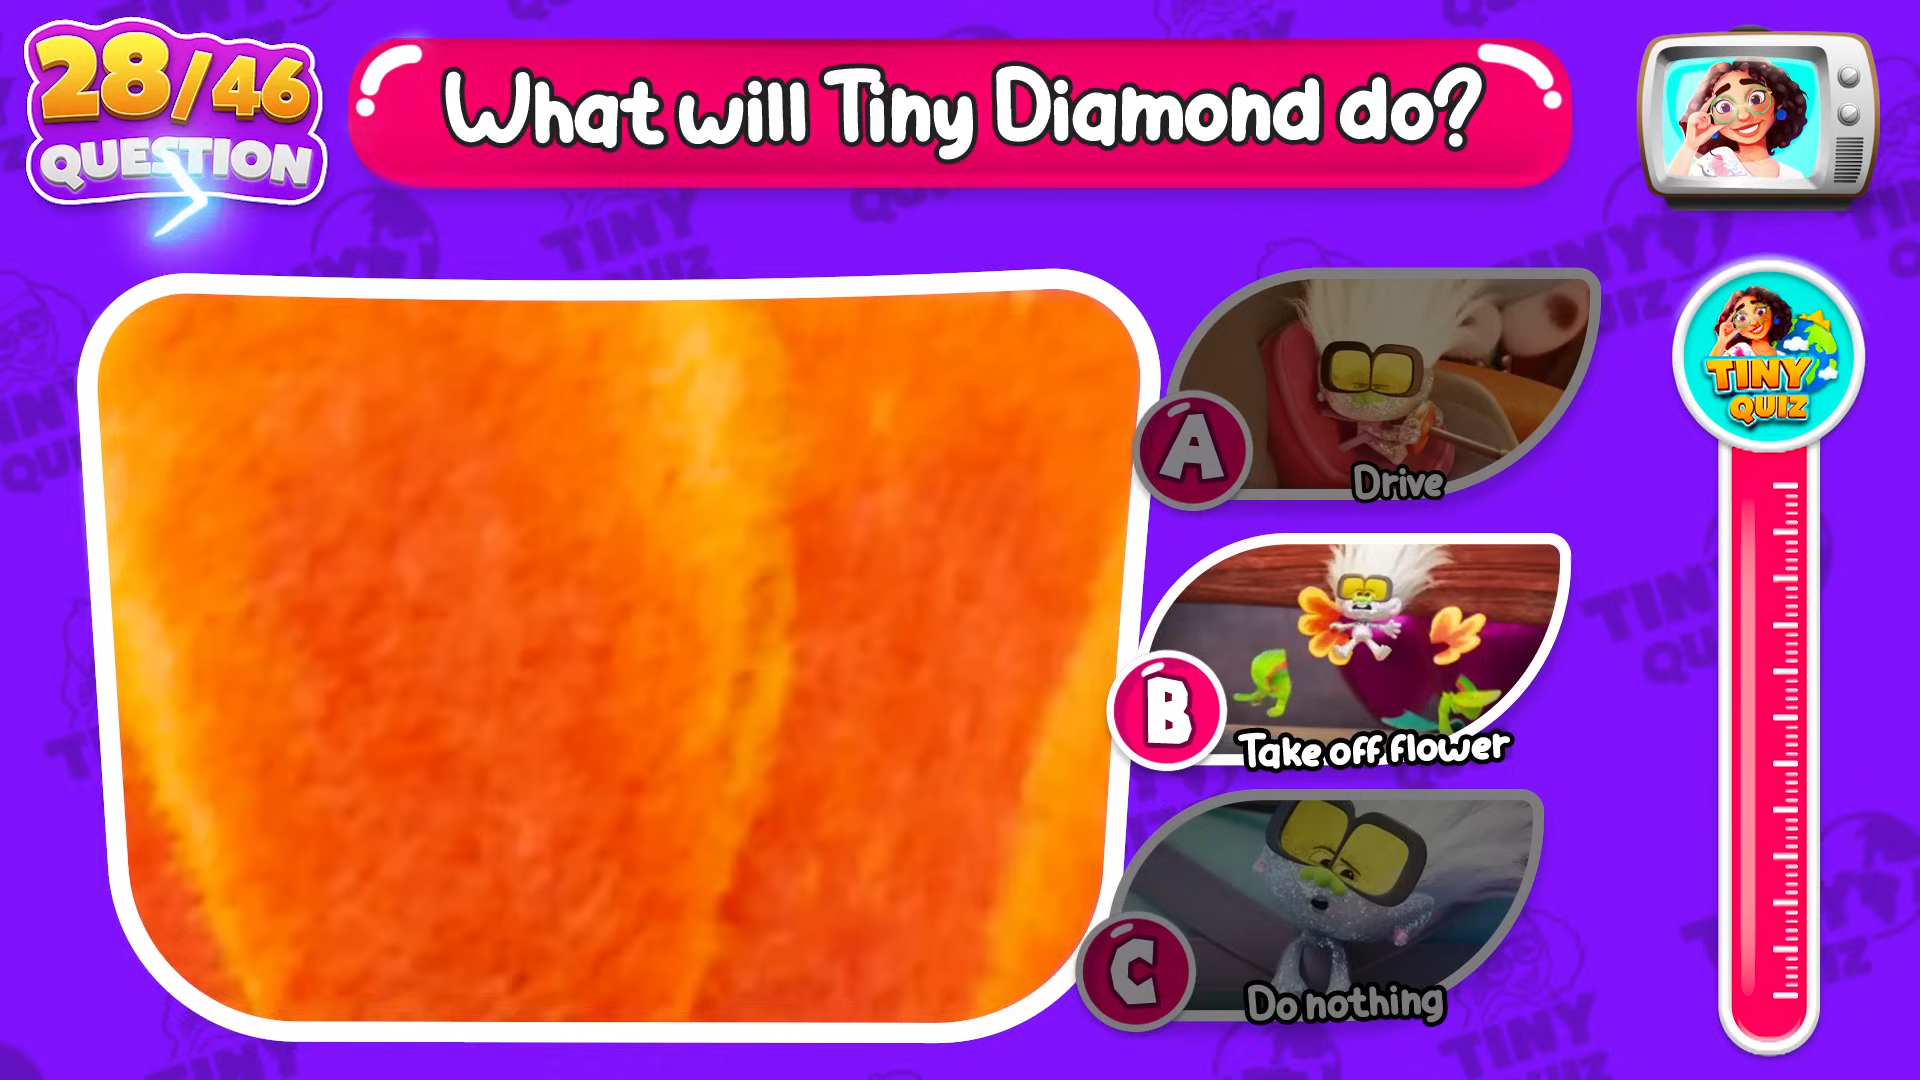 28/46
QUESTION
What will Tiny Diamond do?
A
Drive
B
Take off flower
C
Do nothing
TINY
QUIZ